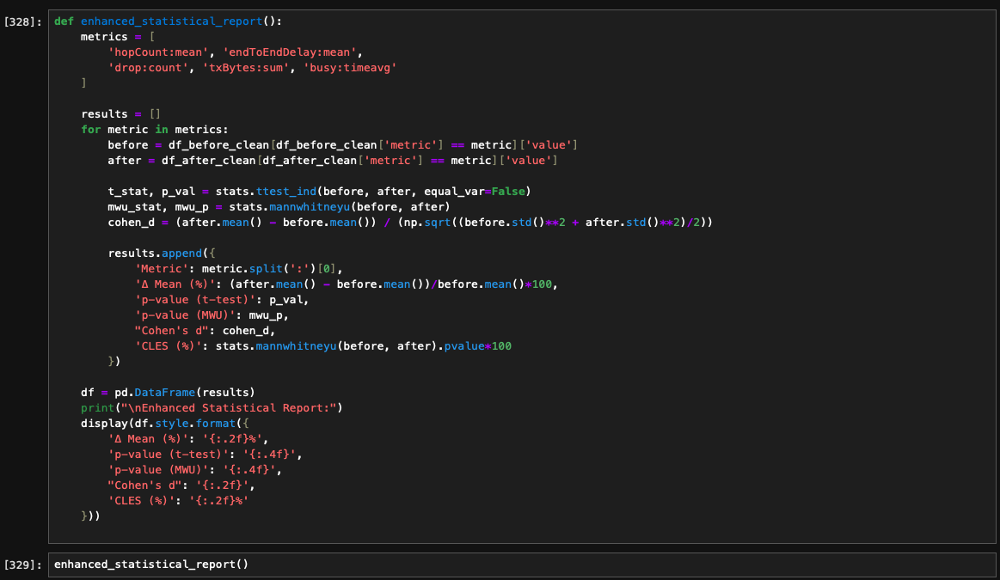 [328]: def enhanced_statistical_report():
    metrics = [
        'hopCount:mean', 'endToEndDelay:mean',
        'drop:count', 'txBytes:sum', 'busy:timeavg'
    ]

    results = []
    for metric in metrics:
        before = df_before_clean[df_before_clean['metric'] == metric]['value']
        after = df_after_clean[df_after_clean['metric'] == metric]['value']

        t_stat, p_val = stats.ttest_ind(before, after, equal_var=False)
        mwu_stat, mwu_p = stats.mannwhitneyu(before, after)
        cohen_d = (after.mean() - before.mean()) / (np.sqrt((before.std()**2 + after.std()**2)/2))

        results.append({
            'Metric': metric.split(':')[0],
            'Δ Mean (%)': (after.mean() - before.mean())/before.mean()*100,
            'p-value (t-test)': p_val,
            'p-value (MWU)': mwu_p,
            "Cohen's d": cohen_d,
            'CLES (%)': stats.mannwhitneyu(before, after).pvalue*100
        })

    df = pd.DataFrame(results)
    print("\nEnhanced Statistical Report:")
    display(df.style.format({
        'Δ Mean (%)': '{:.2f}%',
        'p-value (t-test)': '{:.4f}',
        'p-value (MWU)': '{:.4f}',
        "Cohen's d": '{:.2f}',
        'CLES (%)': '{:.2f}%'
    }))
[329]: enhanced_statistical_report()